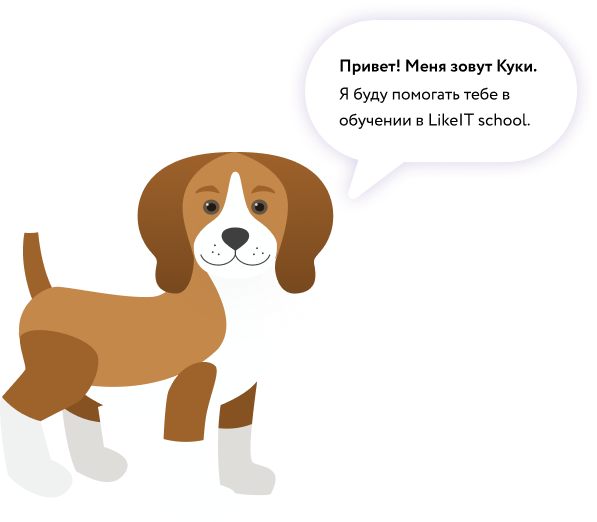 Привет! Меня зовут Куки.
Я буду помогать тебе в
обучении в LikeIT school.